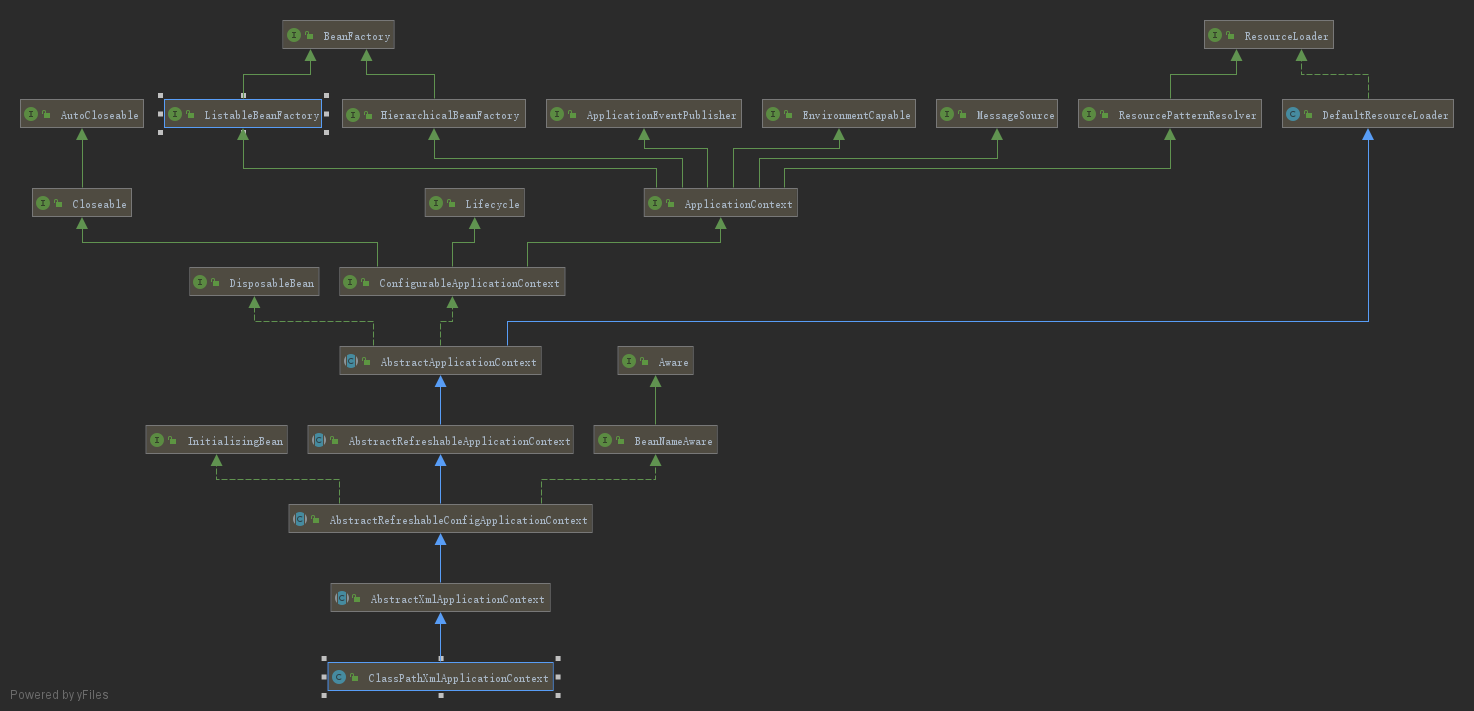 BeanFactory
ResourceLoader
AutoCloseable
ListableBeanFactory
HierarchicalBeanFactory
ApplicationEventPublisher
EnvironmentCapable
MessageSource
ResourcePatternResolver
DefaultResourceLoader
Closeable
Lifecycle
ApplicationContext
DisposableBean
ConfigurableApplicationContext
AbstractApplicationContext
Aware
InitializingBean
AbstractRefreshableApplicationContext
BeanNameAware
AbstractRefreshableConfigApplicationContext
AbstractXmlApplicationContext
ClassPathXmlApplicationContext
Powered by yFiles